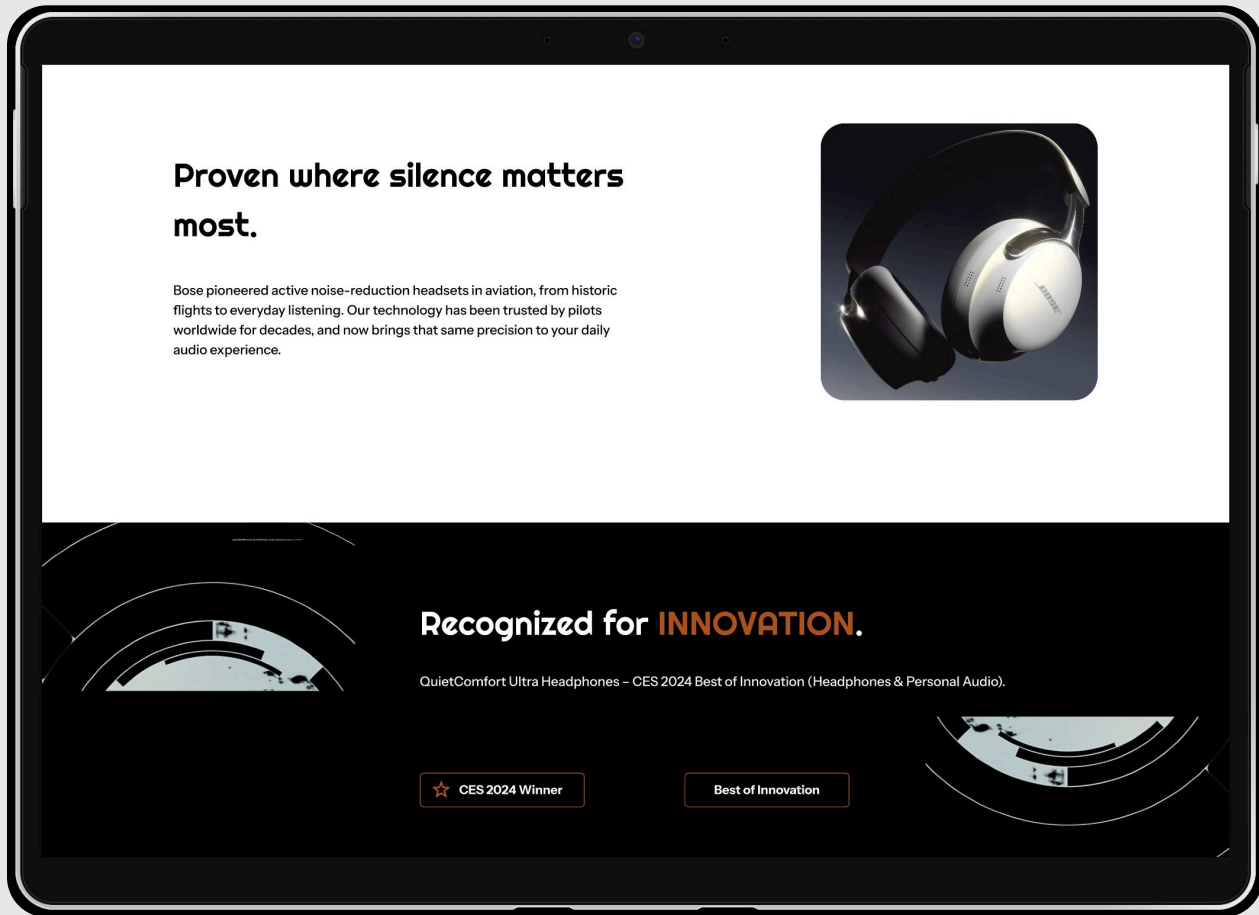 Proven where silence matters
most.
Bose pioneered active noise-reduction headsets in aviation, from historic
flights to everyday listening. Our technology has been trusted by pilots
worldwide for decades, and now brings that same precision to your daily
audio experience.
BOSE
Recognized for INNOVATION.
QuietComfort Ultra Headphones – CES 2024 Best of Innovation (Headphones & Personal Audio).
CES 2024 Winner
Best of Innovation